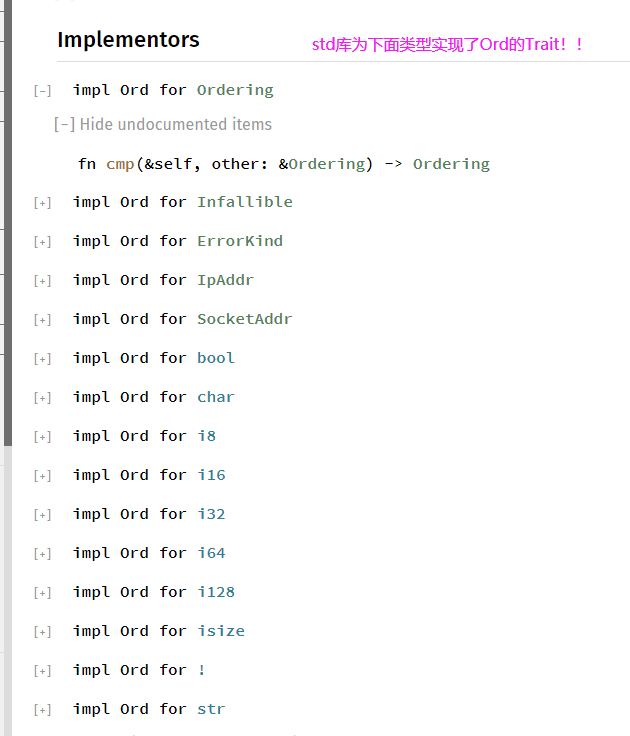 Implementors
std库为下面类型实现了Ord的Trait！！
[-] impl Ord for Ordering
[-] Hide undocumented items
fn cmp(&self, other: &Ordering) -> Ordering
[+] impl Ord for Infallible
[+] impl Ord for ErrorKind
[+] impl Ord for IpAddr
[+] impl Ord for SocketAddr
[+] impl Ord for bool
[+] impl Ord for char
[+] impl Ord for i8
[+] impl Ord for i16
[+] impl Ord for i32
[+] impl Ord for i64
[+] impl Ord for i128
[+] impl Ord for isize
[+] impl Ord for !
[+] impl Ord for str